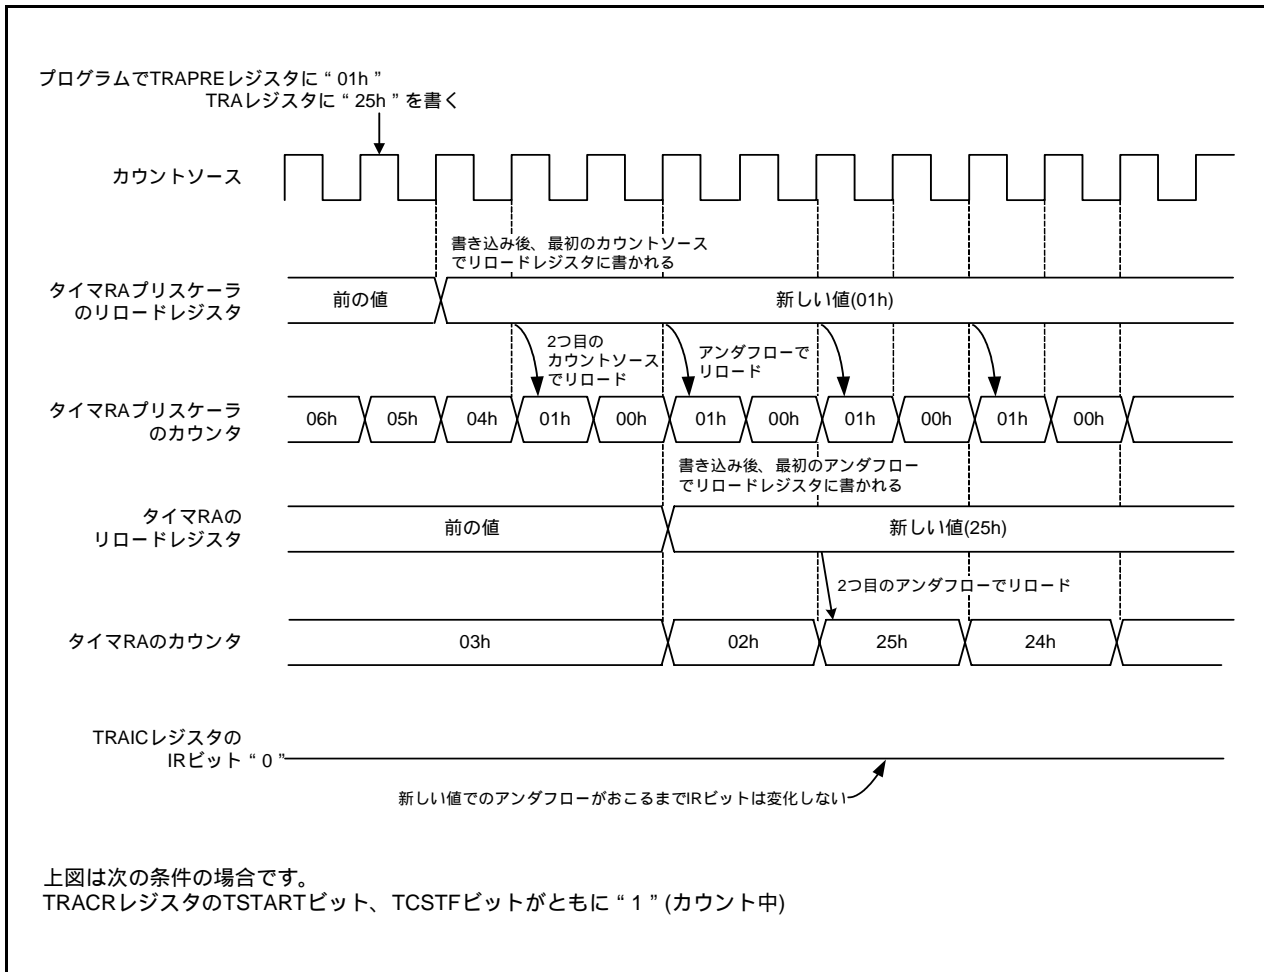 プログラムでTRAPREレジスタに“01h”
TRAレジスタに“25h”を書く
カウントソース
書き込み後、最初のカウントソース
でリロードレジスタに書かれる
タイマRAプリスケーラ
のリロードレジスタ
前の値
新しい値(01h)
2つ目の
カウントソース
でリロード
アンダフローで
リロード
タイマRAプリスケーラ
のカウンタ
06h
05h
04h
01h
00h
01h
00h
01h
00h
01h
00h
書き込み後、最初のアンダフロー
でリロードレジスタに書かれる
タイマRAの
リロードレジスタ
前の値
新しい値(25h)
2つ目のアンダフローでリロード
タイマRAのカウンタ
03h
02h
25h
24h
TRAICレジスタの
IRビット“0”
新しい値でのアンダフローがおこるまでIRビットは変化しない
上図は次の条件の場合です。
TRACRレジスタのTSTARTビット、TCSTFビットがともに“1”(カウント中)